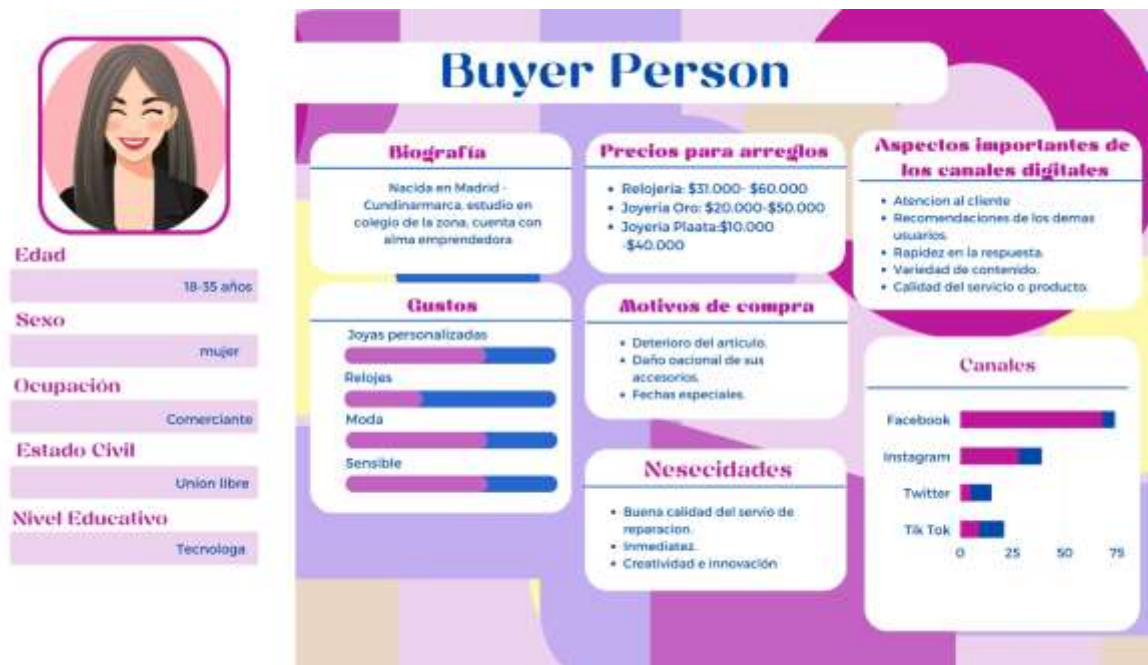 Buyer Person
Edad
18-35 años
Sexo
mujer
Ocupación
Comerciante
Estado Civil
Union libre
Nivel Educativo
Tecnologa
Biografía
Nacida en Madrid -
Cundinarmarca, estudio en
colegio de la zona, cuenta con
alma emprendedora
Gustos
Joyas personalizadas
Relojes
Moda
Sensible
Precios para arreglos
• Relojeria: $31.000- $60.000
• Joyeria Oro: $20.000-$50.000
• Joyeria Plaata:$10.000
-$40.000
Motivos de compra
• Deterioro del articulo.
• Daño oacional de sus
accesorios.
• Fechas especiales.
Nesecidades
• Buena calidad del servio de
reparacion.
• Inmediatez.
• Creatividad e innovación
Aspectos importantes de
los canales digitales
• Atencion al cliente
• Recomendaciones de los demas
usuarios.
• Rapidez en la respuesta.
• Variedad de contenido.
• Calidad del servicio o producto.
Canales
Facebook
Instagram
Twitter
Tik Tok
0 25 50 75